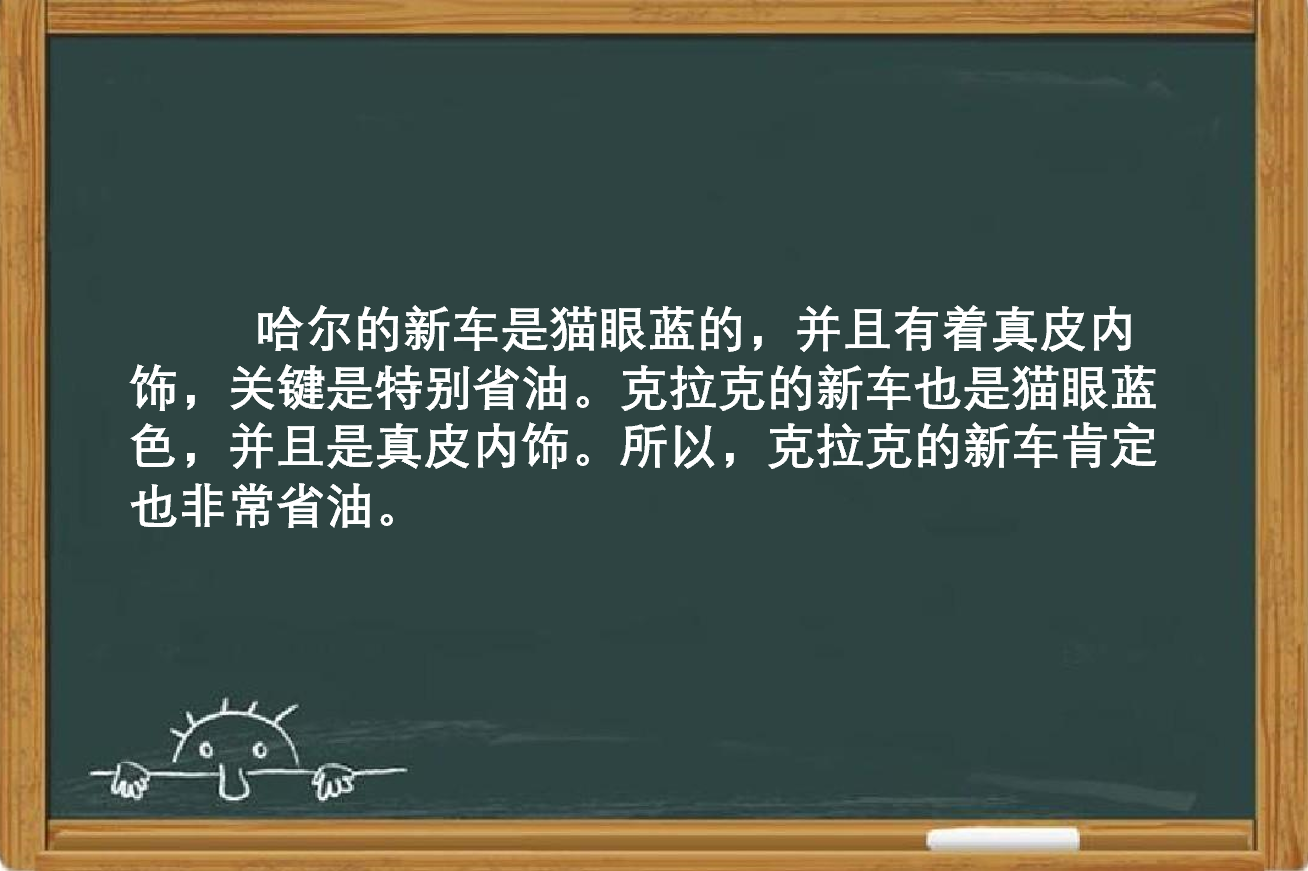 哈尔的新车是猫眼蓝的，并且有着真皮内
饰，关键是特别省油。克拉克的新车也是猫眼蓝
色，并且是真皮内饰。所以，克拉克的新车肯定
也非常省油。